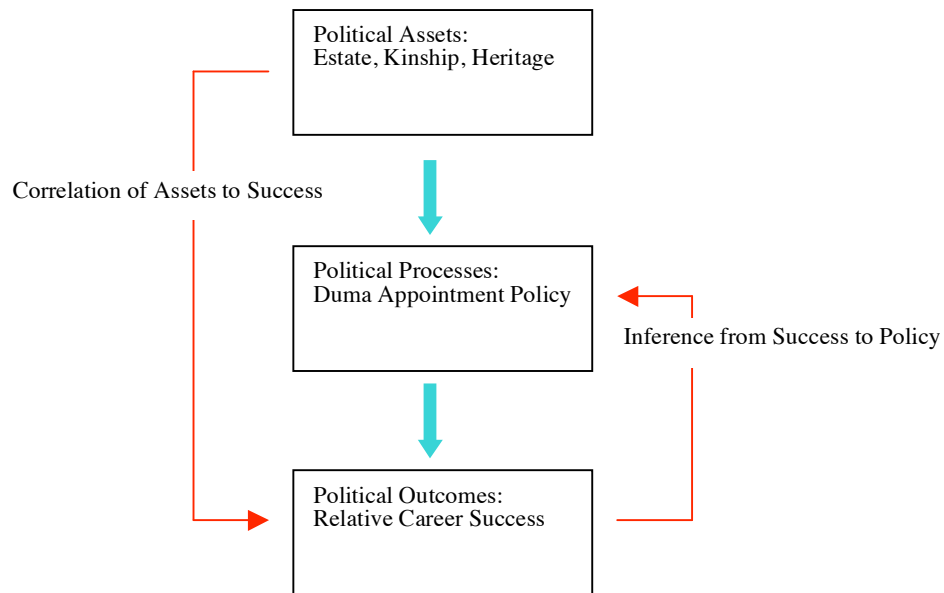 Political Assets:
Estate, Kinship, Heritage
Correlation of Assets to Success
Political Processes:
Duma Appointment Policy
Inference from Success to Policy
Political Outcomes:
Relative Career Success